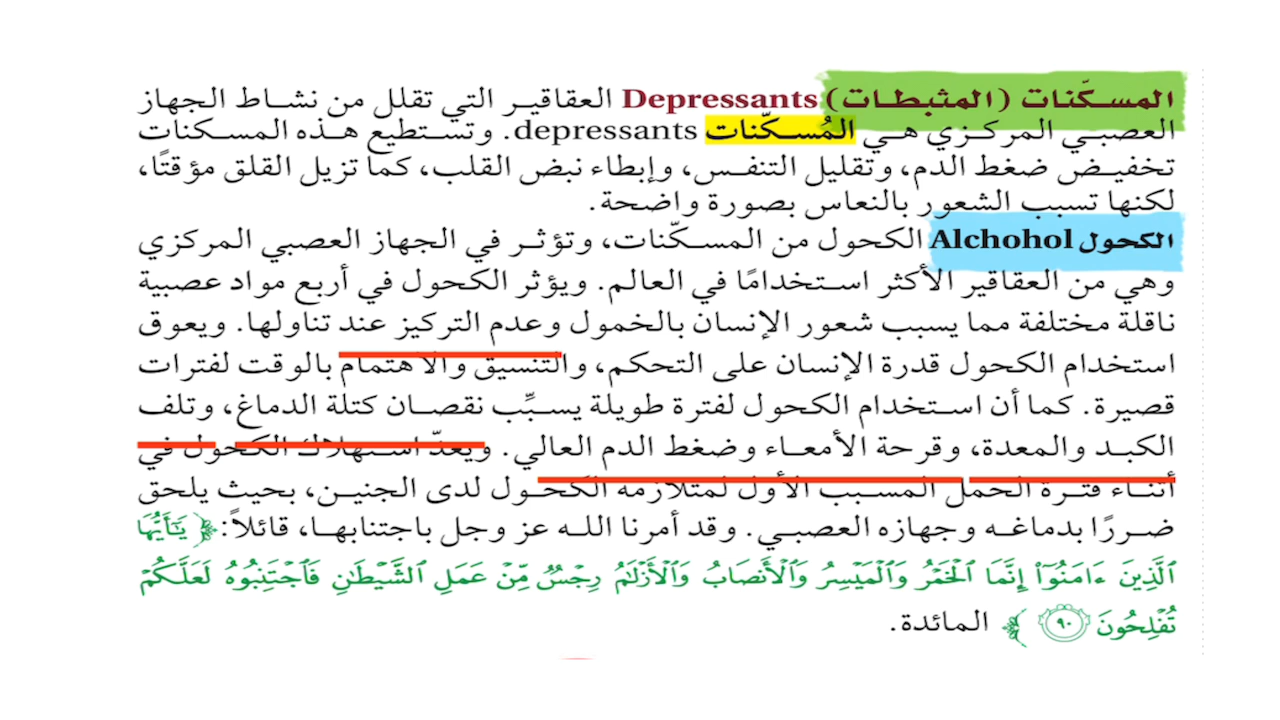 المسكّنات (المثبطات) Depressants العقاقير التي تقلل من نشاط الجهاز
العصبي المركزي هي المُسكّنات depressants. وتستطيع هذه المسكنات
تخفيض ضغط الدم، وتقليل التنفس، وإبطاء نبض القلب، كما تزيل القلق مؤقتًا،
لكنها تسبب الشعور بالنعاس بصورة واضحة.
الكحول Alchohol الكحول من المسكّنات، وتؤثر في الجهاز العصبي المركزي
وهي من العقاقير الأكثر استخدامًا في العالم. ويؤثر الكحول في أربع مواد عصبية
ناقلة مختلفة مما يسبب شعور الإنسان بالخمول وعدم التركيز عند تناولها. ويعوق
استخدام الكحول قدرة الإنسان على التحكم، والتنسيق والاهتمام بالوقت لفترات
قصيرة. كما أن استخدام الكحول لفترة طويلة يسبِّب نقصان كتلة الدماغ، وتلف
الكبد والمعدة، وقرحة الأمعاء وضغط الدم العالي. ويعدّ استهلاك الكحول في
أثناء فترة الحمل المسبب الأول لمتلازمة الكحول لدى الجنين، بحيث يلحق
ضررًا بدماغه وجهازه العصبي. وقد أمرنا الله عز وجل باجتنابها، قائلاً: ﴿ يَٰٓأَيُّهَا
ٱلَّذِينَ ءَامَنُوٓاْ إِنَّمَا ٱلۡخَمۡرُ وَٱلۡمَيۡسِرُ وَٱلۡأَنصَابُ وَٱلۡأَزۡلَٰمُ رِجۡسٞ مِّنۡ عَمَلِ ٱلشَّيۡطَٰنِ فَٱجۡتَنِبُوهُ لَعَلَّكُمۡ
تُفۡلِحُونَ ٩٠ ﴾ المائدة.